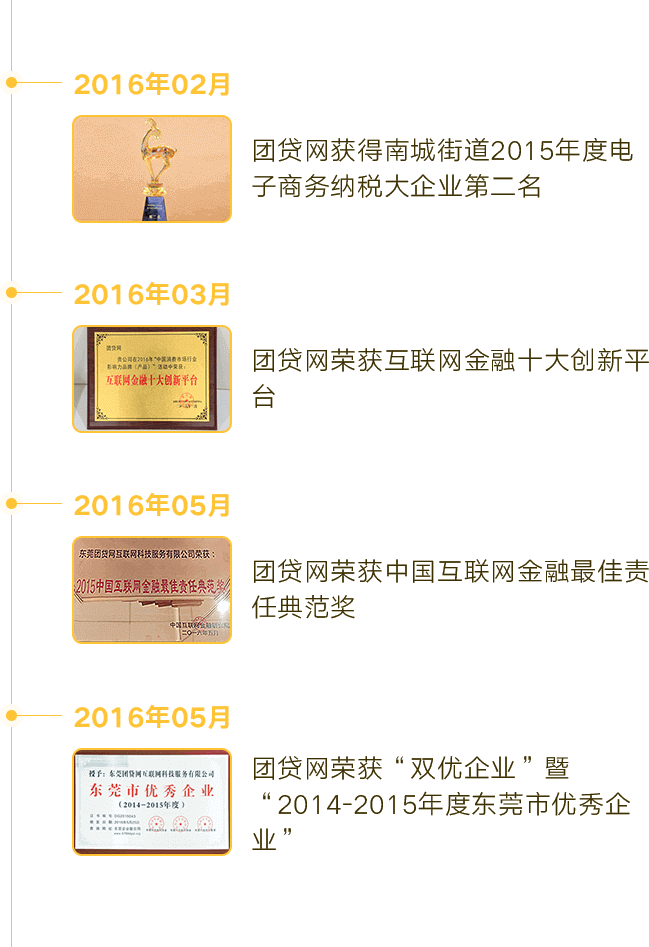 2016年02月
团贷网获得南城街道2015年度电
子商务纳税大企业第二名
2016年03月
团贷网
贵公司在2016年“中国消费市场行业
影响力品牌（产品）”活动中荣获：
互联网金融十大创新平台
团贷网荣获互联网金融十大创新平
台
2016年05月
东莞团贷网互联网科技服务有限公司荣获：
2015中国互联网金融最佳责任典范奖
二〇一六年五月
团贷网荣获中国互联网金融最佳责
任典范奖
2016年05月
授予：东莞团贷网互联网科技服务有限公司
东莞市优秀企业
（2014-2015年度）
团贷网荣获“双优企业”暨
“2014-2015年度东莞市优秀企
业”